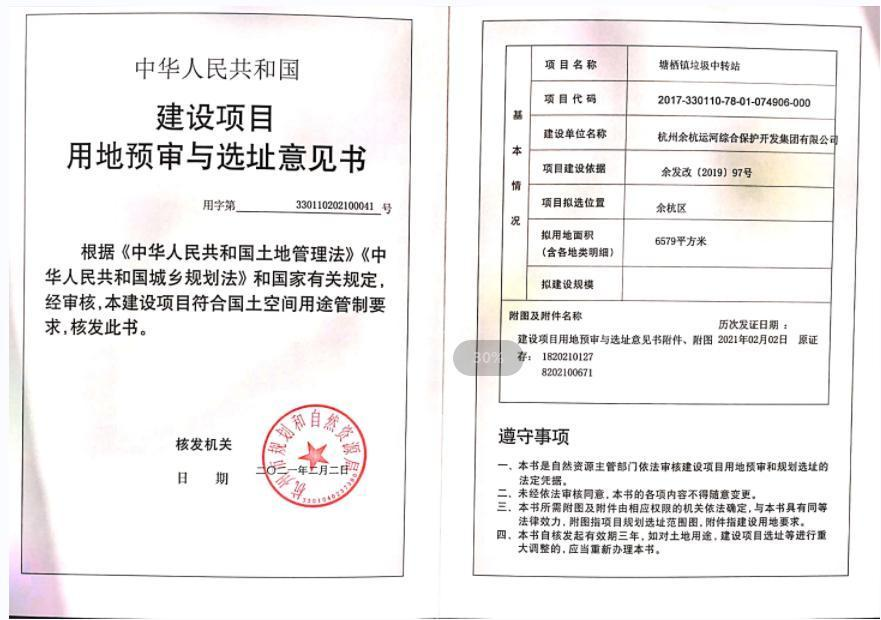 中华人民共和国
建设项目
用地预审与选址意见书
用字第 330110202100041 号
根据《中华人民共和国土地管理法》《中
华人民共和国城乡规划法》和国家有关规定，
经审核，本建设项目符合国土空间用途管制要
求，核发此书。
核发机关
杭州市规划和自然资源局
日 期
二〇二一年二月二日
基本情况
项目名称 塘栖镇垃圾中转站
项目代码 2017-330110-78-01-074906-000
建设单位名称 杭州余杭运河综合保护开发集团有限公司
项目建设依据 余发改〔2019〕97号
项目拟选位置 余杭区
拟用地面积
（含各地类明细） 6579平方米
拟建设规模
附图及附件名称
历次发证日期：
建设项目用地预审与选址意见书附件、附图 2021年02月02日 原证
存： 1820210127
8202100671
30%
遵守事项
一、本书是自然资源主管部门依法审核建设项目用地预审和规划选址的
法定凭据。
二、未经依法审核同意，本书的各项内容不得随意变更。
三、本书所需附图及附件由相应权限的机关依法确定，与本书具有同等
法律效力，附图指项目规划选址范围图，附件指建设用地要求。
四、本书自核发起有效期三年，如对土地用途，建设项目选址等进行重
大调整的，应当重新办理本书。